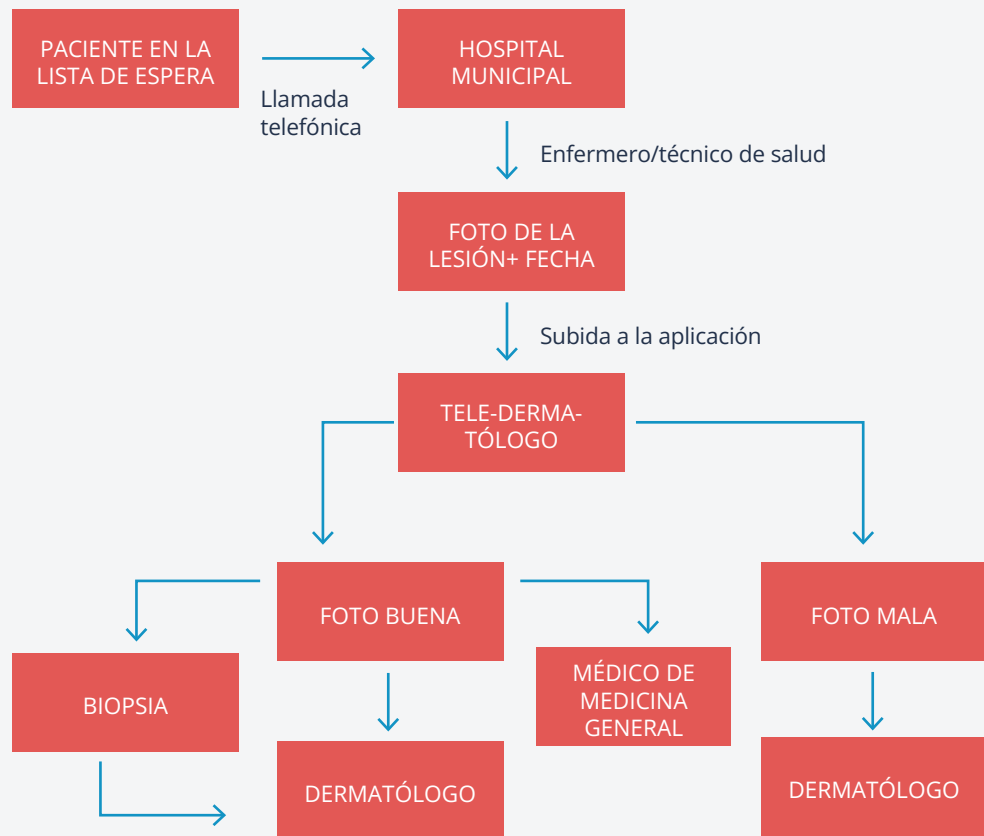 PACIENTE EN LA
LISTA DE ESPERA
HOSPITAL
MUNICIPAL
Llamada
telefónica
Enfermero/técnico de salud
FOTO DE LA
LESIÓN+ FECHA
Subida a la aplicación
TELE-DERMA-
TÓLOGO
FOTO BUENA
FOTO MALA
BIOPSIA
MÉDICO DE
MEDICINA
GENERAL
DERMATÓLOGO
DERMATÓLOGO